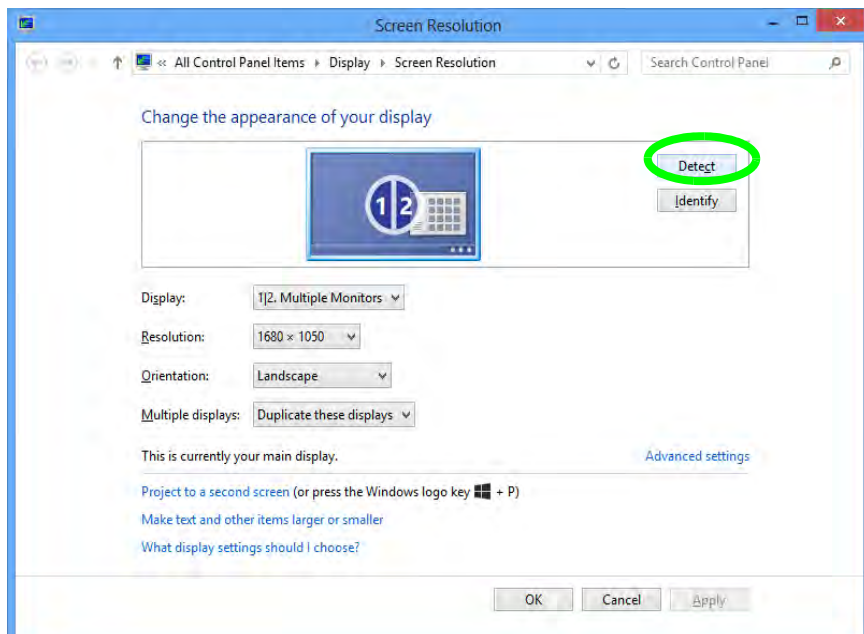 Screen Resolution
« All Control Panel Items ▸ Display ▸ Screen Resolution
Search Control Panel
Change the appearance of your display
Detect
1|2
Identify
Display: 1|2. Multiple Monitors
Resolution: 1680 × 1050
Orientation: Landscape
Multiple displays: Duplicate these displays
This is currently your main display.
Advanced settings
Project to a second screen (or press the Windows logo key + P)
Make text and other items larger or smaller
What display settings should I choose?
OK Cancel Apply